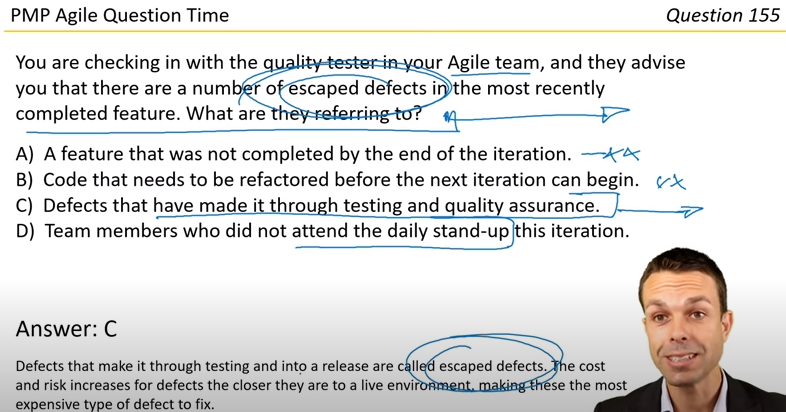 PMP Agile Question Time
Question 155
You are checking in with the quality tester in your Agile team, and they advise
you that there are a number of escaped defects in the most recently
completed feature. What are they referring to?
A) A feature that was not completed by the end of the iteration.
B) Code that needs to be refactored before the next iteration can begin.
C) Defects that have made it through testing and quality assurance.
D) Team members who did not attend the daily stand-up this iteration.
Answer: C
Defects that make it through testing and into a release are called escaped defects. The cost
and risk increases for defects the closer they are to a live environment, making these the most
expensive type of defect to fix.